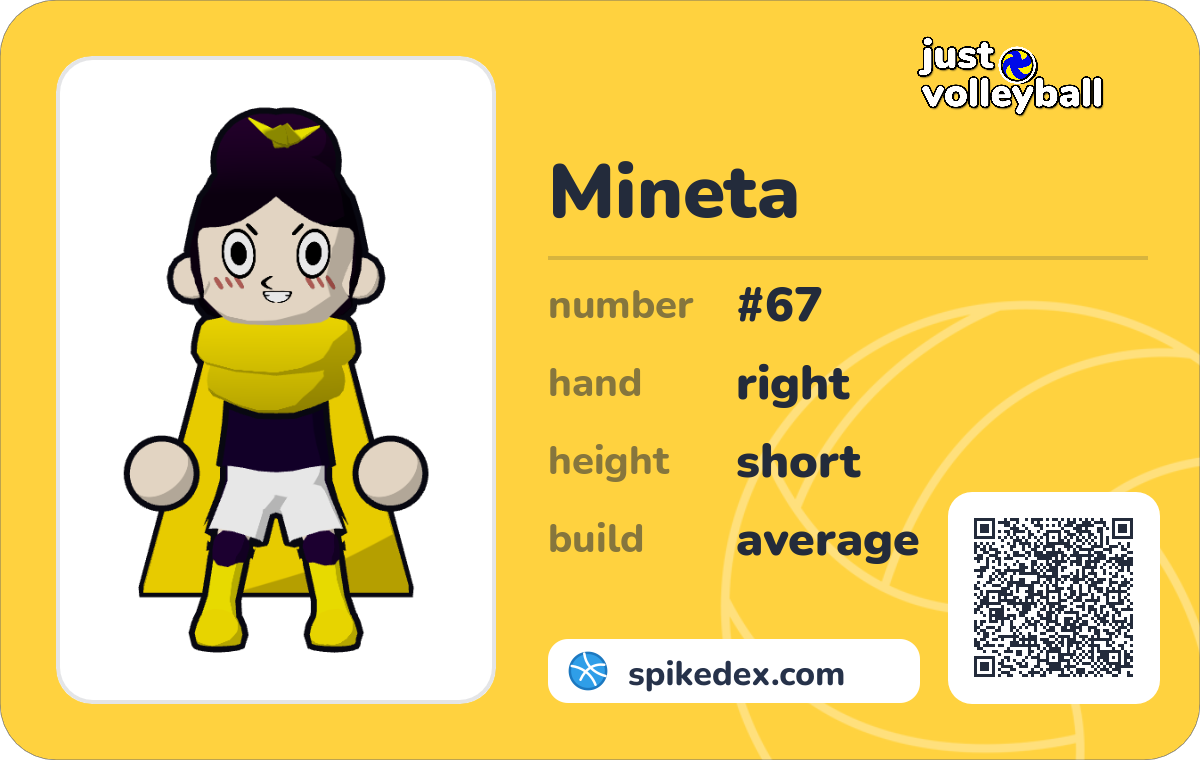 just
volleyball
Mineta
number #67
hand right
height short
build average
spikedex.com